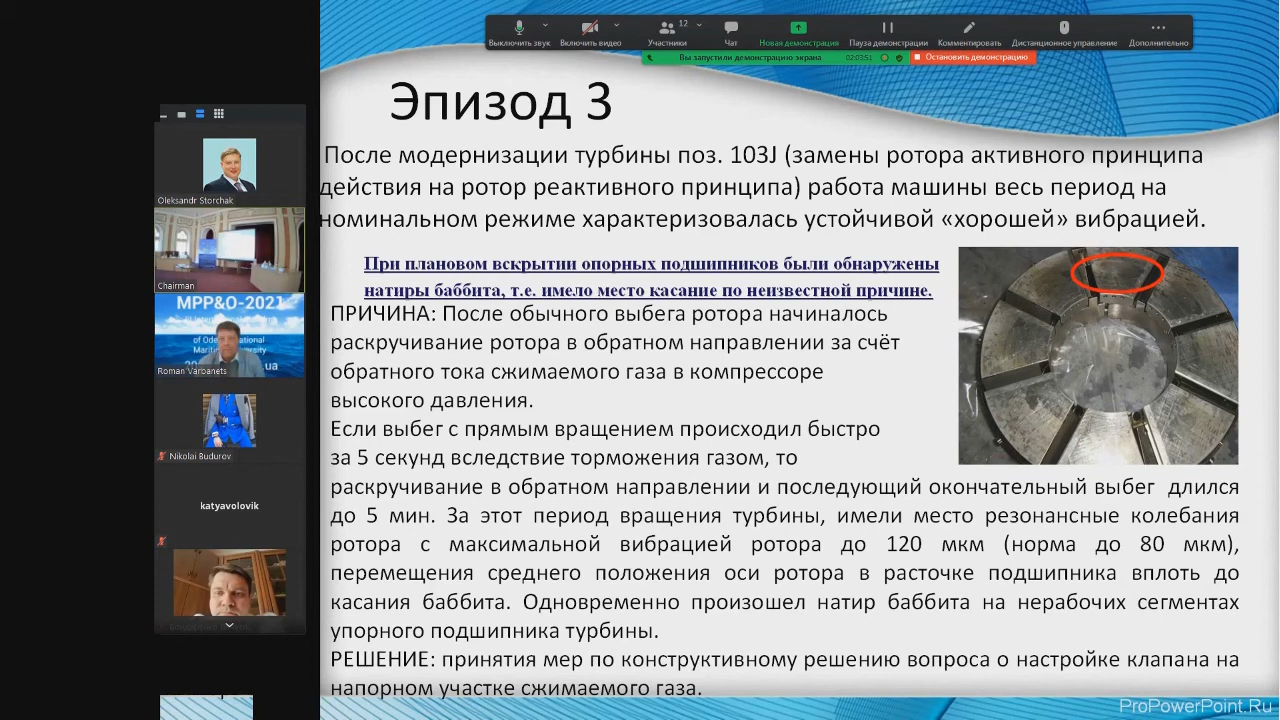 Выключить звук
Включить видео
12
Участники
Чат
Новая демонстрация
Пауза демонстрации
Комментировать
Дистанционное управление
Дополнительно
Вы запустили демонстрацию экрана
02:03:51
Остановить демонстрацию
Эпизод 3
После модернизации турбины поз. 103J (замены ротора активного принципа
действия на ротор реактивного принципа) работа машины весь период на
номинальном режиме характеризовалась устойчивой «хорошей» вибрацией.
При плановом вскрытии опорных подшипников были обнаружены
натиры баббита, т.е. имело место касание по неизвестной причине.
ПРИЧИНА: После обычного выбега ротора начиналось
раскручивание ротора в обратном направлении за счёт
обратного тока сжимаемого газа в компрессоре
высокого давления.
Если выбег с прямым вращением происходил быстро
за 5 секунд вследствие торможения газом, то
раскручивание в обратном направлении и последующий окончательный выбег длился
до 5 мин. За этот период вращения турбины, имели место резонансные колебания
ротора с максимальной вибрацией ротора до 120 мкм (норма до 80 мкм),
перемещения среднего положения оси ротора в расточке подшипника вплоть до
касания баббита. Одновременно произошел натир баббита на нерабочих сегментах
упорного подшипника турбины.
РЕШЕНИЕ: принятия мер по конструктивному решению вопроса о настройке клапана на
напорном участке сжимаемого газа.
Oleksandr Storchak
Chairman
MPP&O-2021
of Odes National
Roman Varbanets
Nikolai Budurov
katyavolovik
ProPowerPoint.Ru